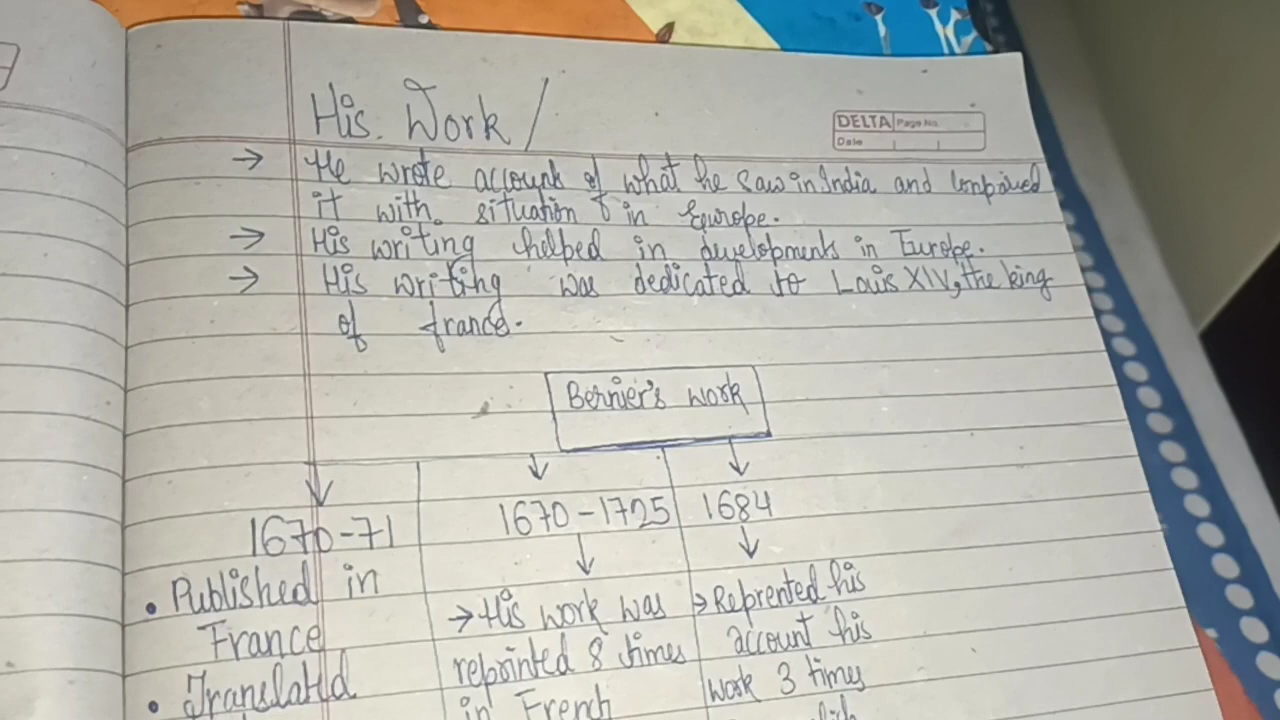 His. Work /
DELTA Page No.
Date
→ He wrote account of what he saw in India and compared
it with situation in Europe.
→ His writing helped in developments in Europe.
→ His writing was dedicated to Louis XIV, the king
of france.
Bernier's work
1670-71
• Published in
France
• Translated
1670-1725
→ His work was
reprinted 8 times
in French
1684
→ Reprented his
account his
work 3 times